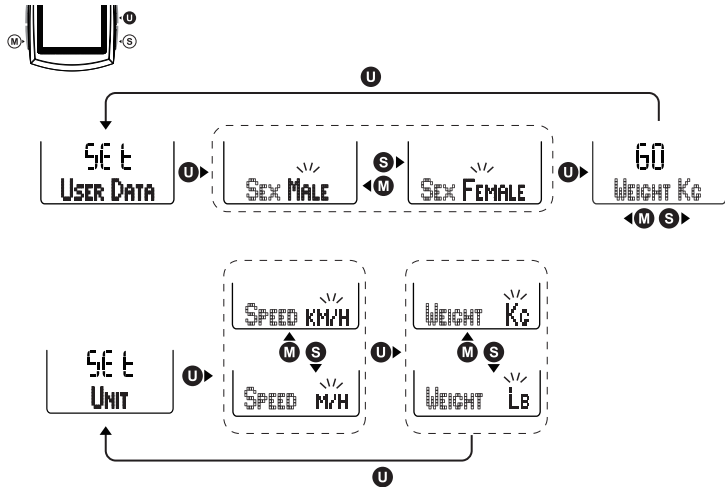 U
M
S
U
SEt
USER DATA
U
SEX MALE
S
M
SEX FEMALE
U
60
WEIGHT KG
M S
SPEED KM/H
M S
SPEED M/H
WEIGHT KG
M S
WEIGHT LB
SEt
UNIT
U
U
U